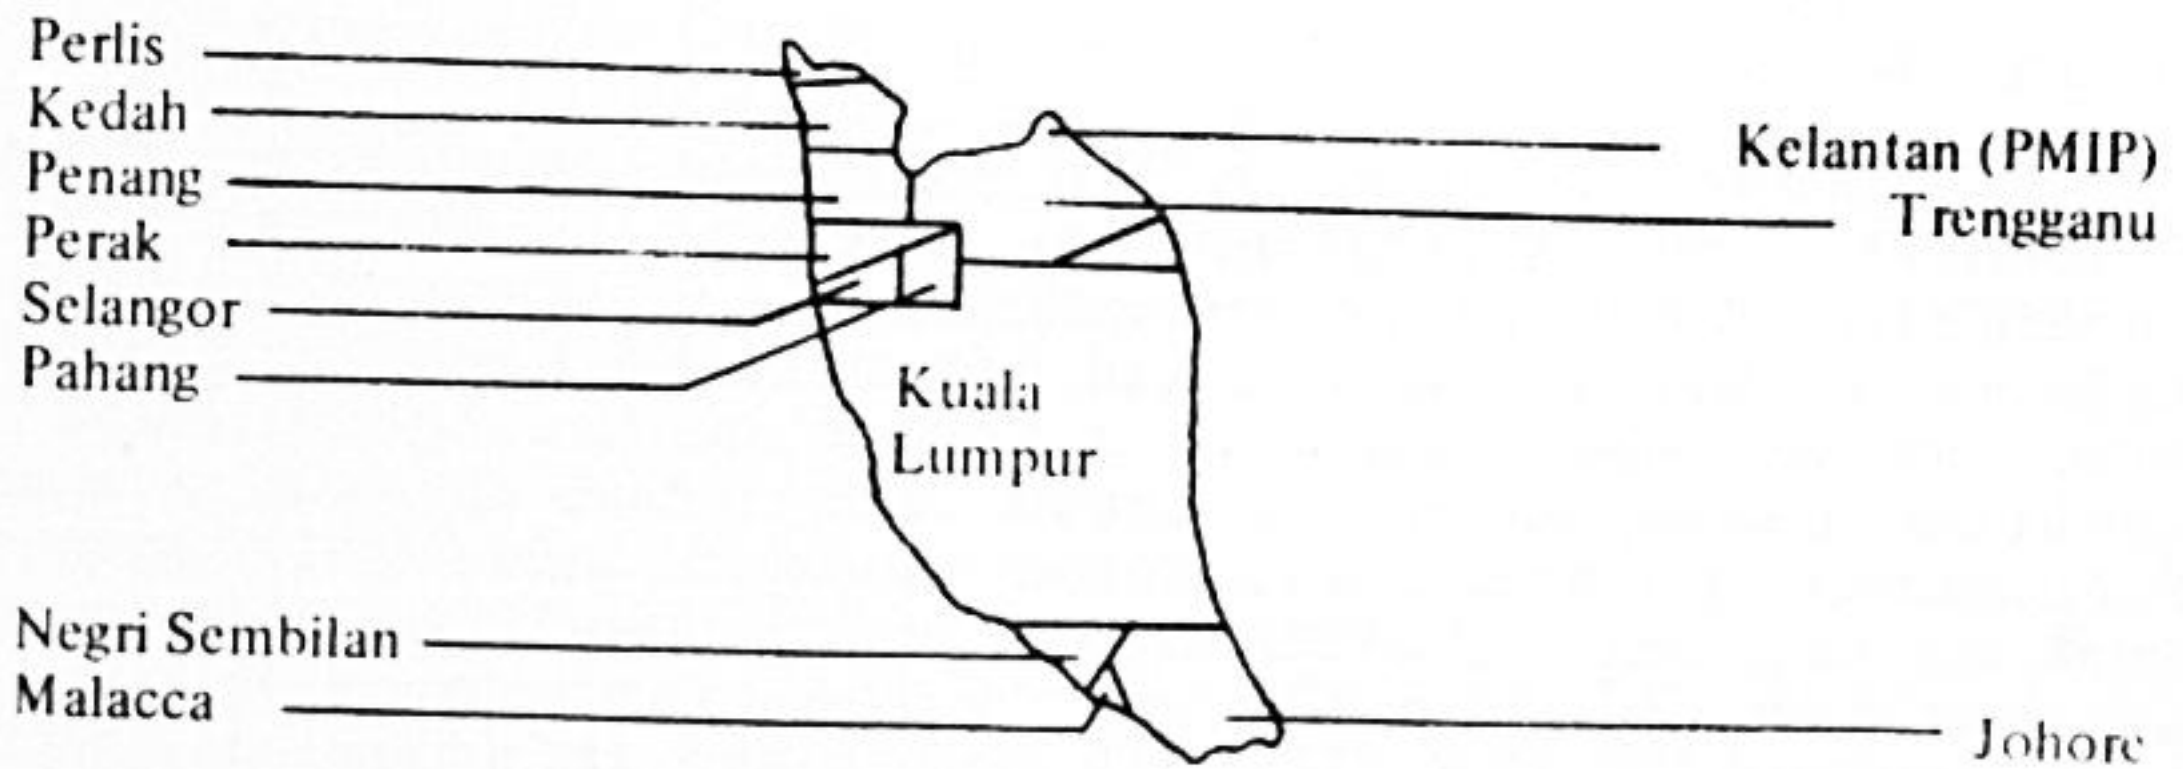 Perlis
Kedah
Penang
Perak
Selangor
Pahang
Kelantan (PMIP)
Trengganu
Kuala
Lumpur
Negri Sembilan
Malacca
Johore